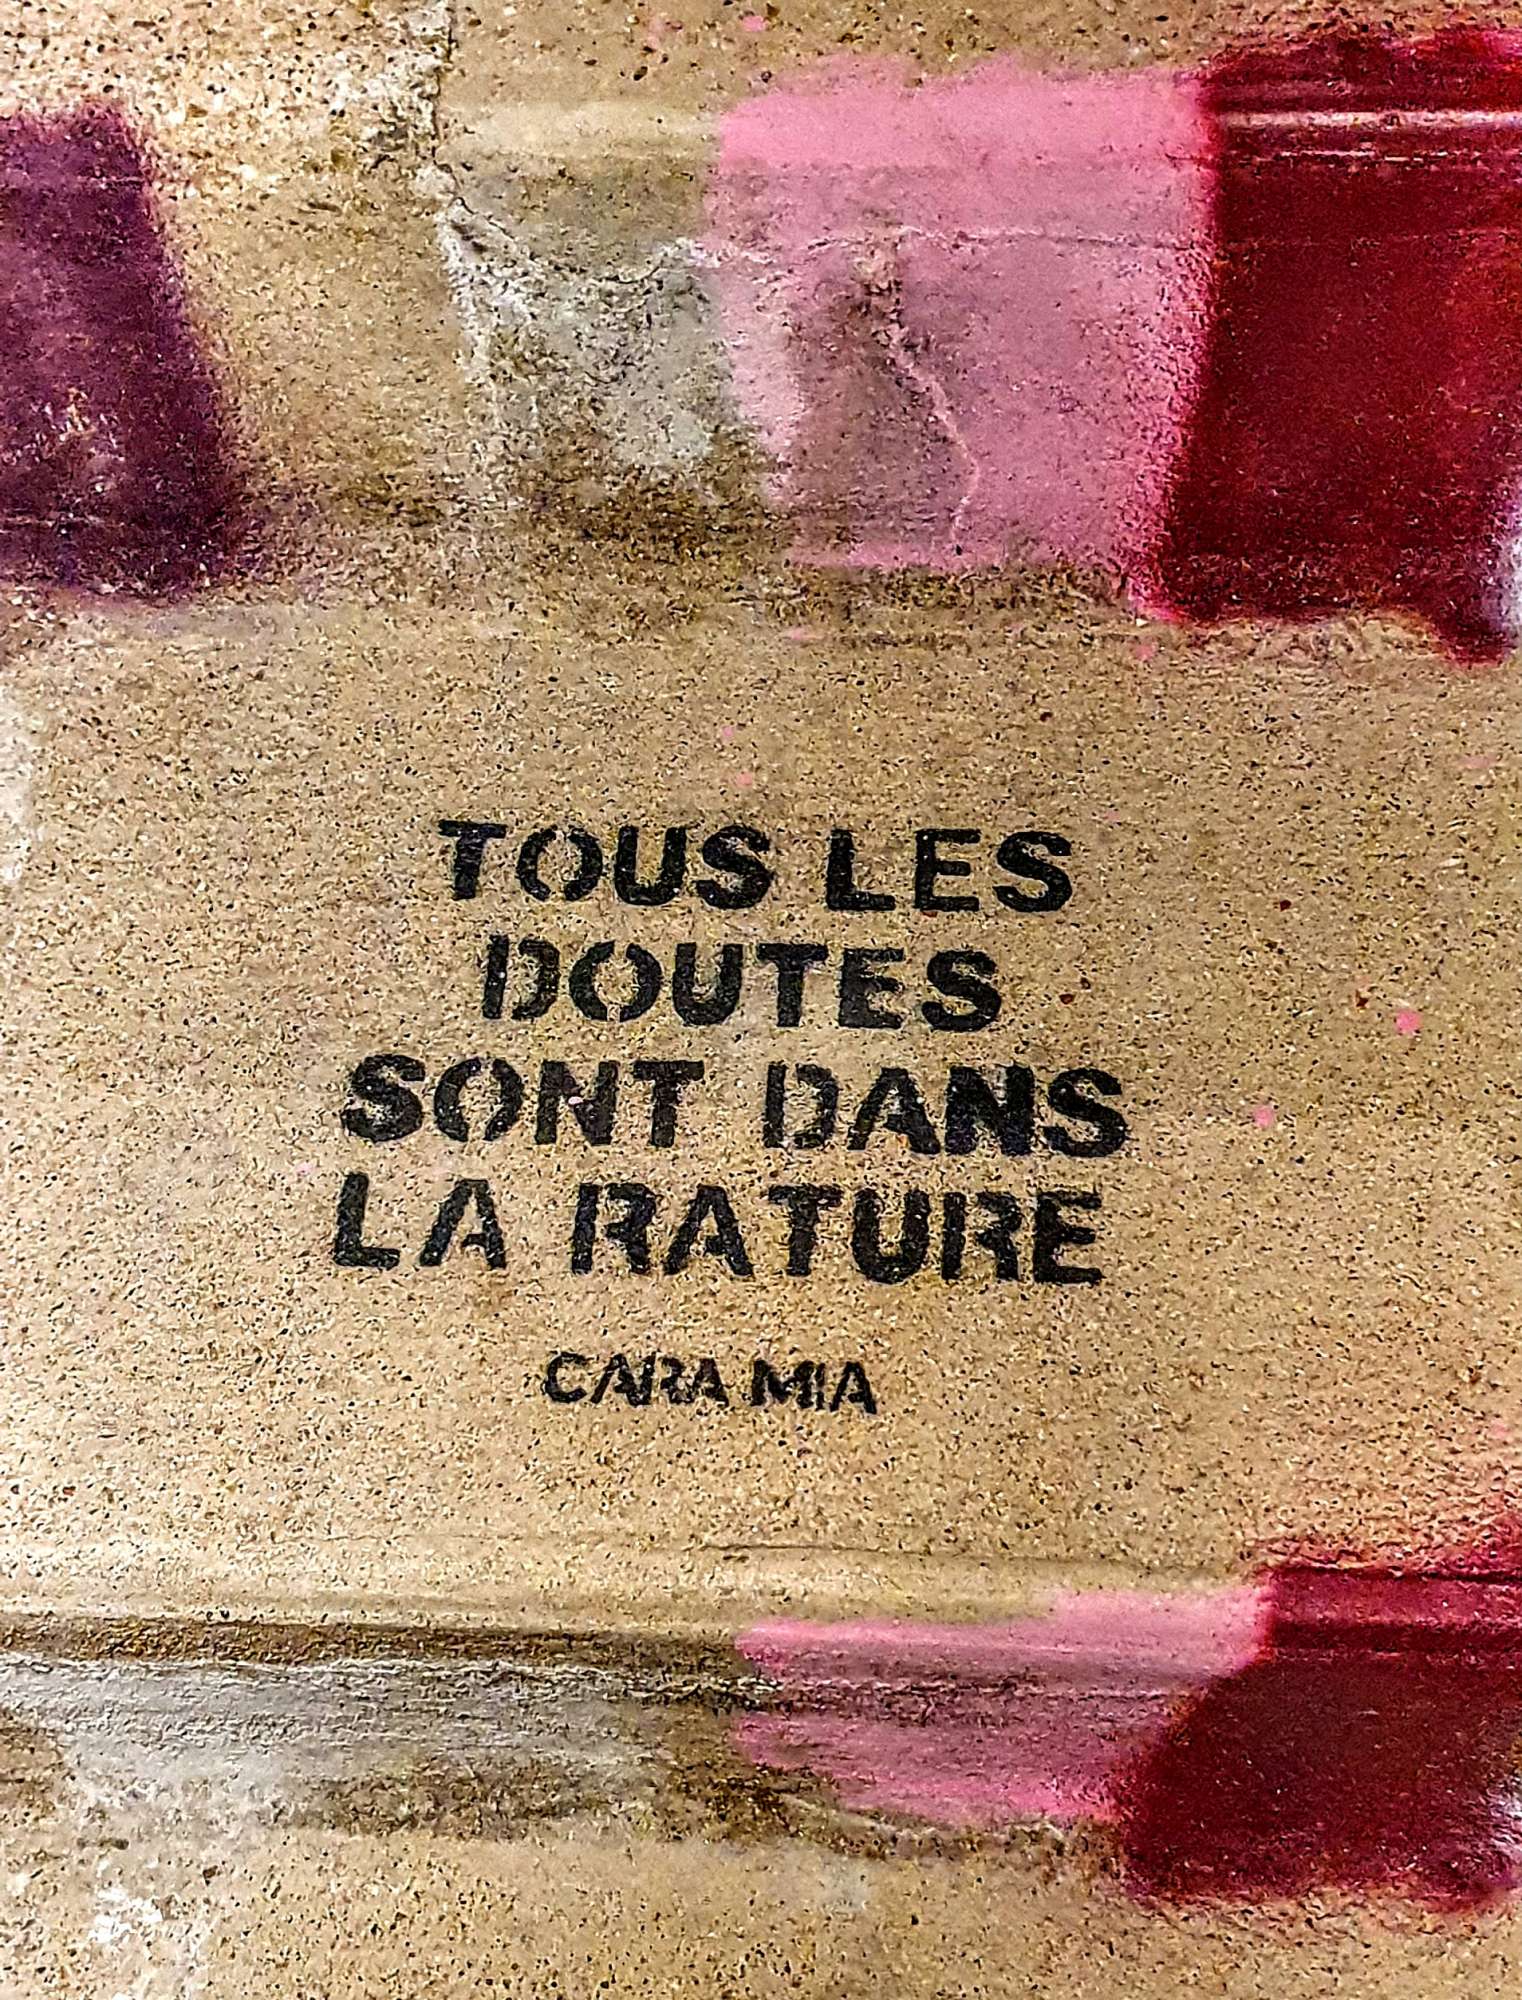 TOUS LES
DOUTES
SONT DANS
LA RATURE
CARA MIA